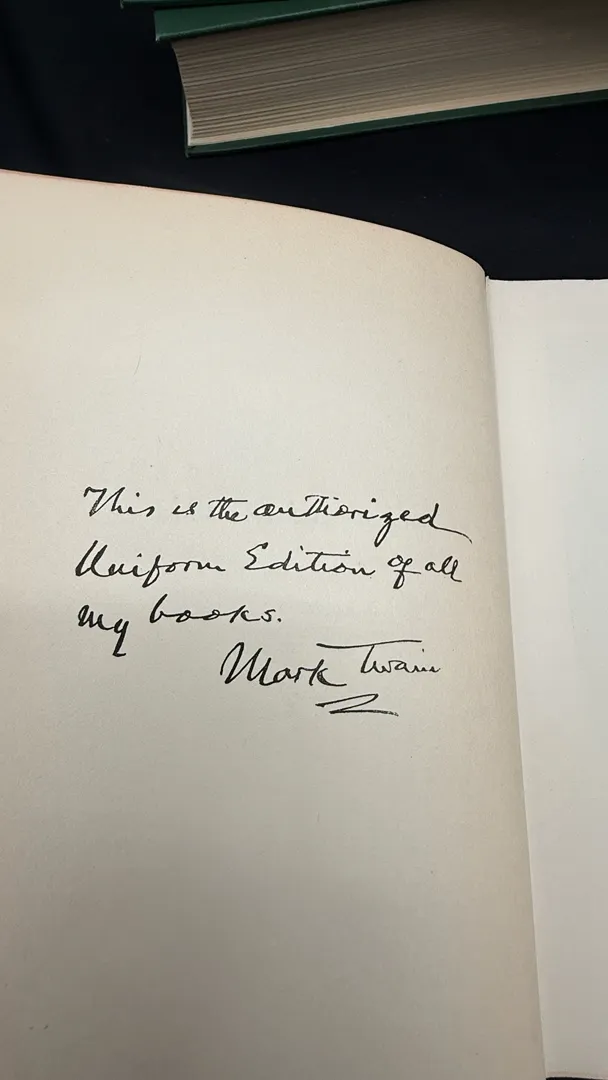 This is the authorized
Uniform Edition of all
my books.
Mark Twain